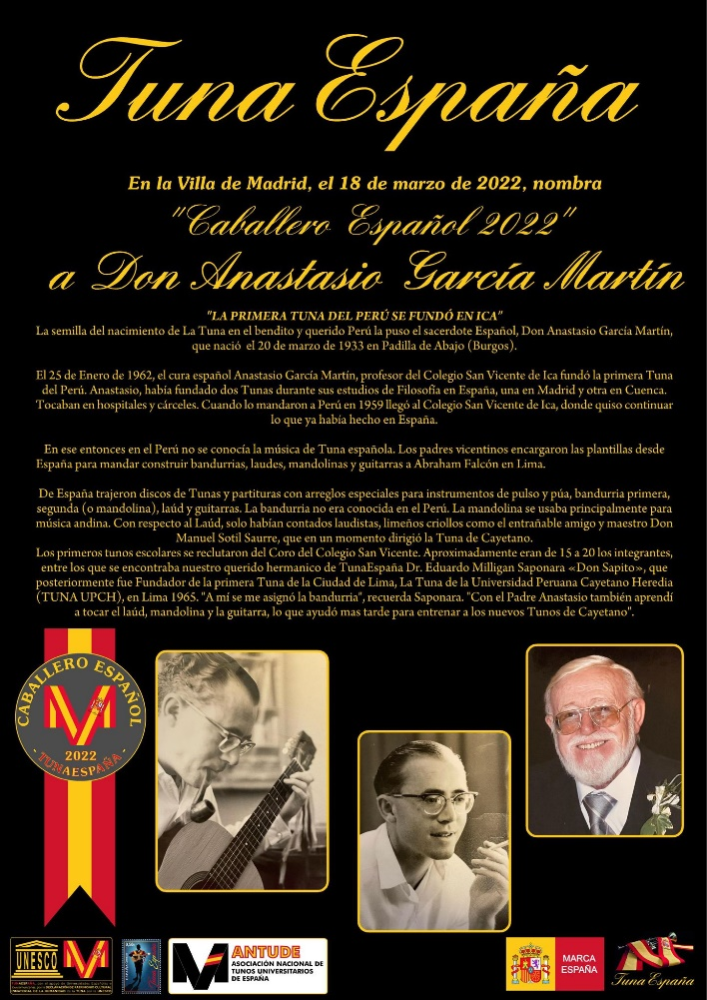 Tuna España
En la Villa de Madrid, el 18 de marzo de 2022, nombra
"Caballero Español 2022"
a Don Anastasio García Martín
"LA PRIMERA TUNA DEL PERÚ SE FUNDÓ EN ICA"
La semilla del nacimiento de La Tuna en el bendito y querido Perú la puso el sacerdote Español, Don Anastasio García Martín,
que nació el 20 de marzo de 1933 en Padilla de Abajo (Burgos).
El 25 de Enero de 1962, el cura español Anastasio García Martín, profesor del Colegio San Vicente de Ica fundó la primera Tuna
del Perú. Anastasio, había fundado dos Tunas durante sus estudios de Filosofía en España, una en Madrid y otra en Cuenca.
Tocaban en hospitales y cárceles. Cuando lo mandaron a Perú en 1959 llegó al Colegio San Vicente de Ica, donde quiso continuar
lo que ya había hecho en España.
En ese entonces en el Perú no se conocía la música de Tuna española. Los padres vicentinos encargaron las plantillas desde
España para mandar construir bandurrias, laudes, mandolinas y guitarras a Abraham Falcón en Lima.
De España trajeron discos de Tunas y partituras con arreglos especiales para instrumentos de pulso y púa, bandurria primera,
segunda (o mandolina), laúd y guitarras. La bandurria no era conocida en el Perú. La mandolina se usaba principalmente para
música andina. Con respecto al Laúd, solo habían contados laudistas, limeños criollos como el entrañable amigo y maestro Don
Manuel Sotil Saurre, que en un momento dirigió la Tuna de Cayetano.
Los primeros tunos escolares se reclutaron del Coro del Colegio San Vicente. Aproximadamente eran de 15 a 20 los integrantes,
entre los que se encontraba nuestro querido hermanico de TunaEspaña Dr. Eduardo Milligan Saponara «Don Sapito», que
posteriormente fue Fundador de la primera Tuna de la Ciudad de Lima, La Tuna de la Universidad Peruana Cayetano Heredia
(TUNA UPCH), en Lima 1965. "A mí se me asignó la bandurria", recuerda Saponara. "Con el Padre Anastasio también aprendí
a tocar el laúd, mandolina y la guitarra, lo que ayudó mas tarde para entrenar a los nuevos Tunos de Cayetano".
CABALLERO ESPAÑOL
2022
- TUNAESPAÑA -
UNESCO
ANTUDE
ASOCIACIÓN NACIONAL DE
TUNOS UNIVERSITARIOS
DE ESPAÑA
MARCA
ESPAÑA
Tuna España